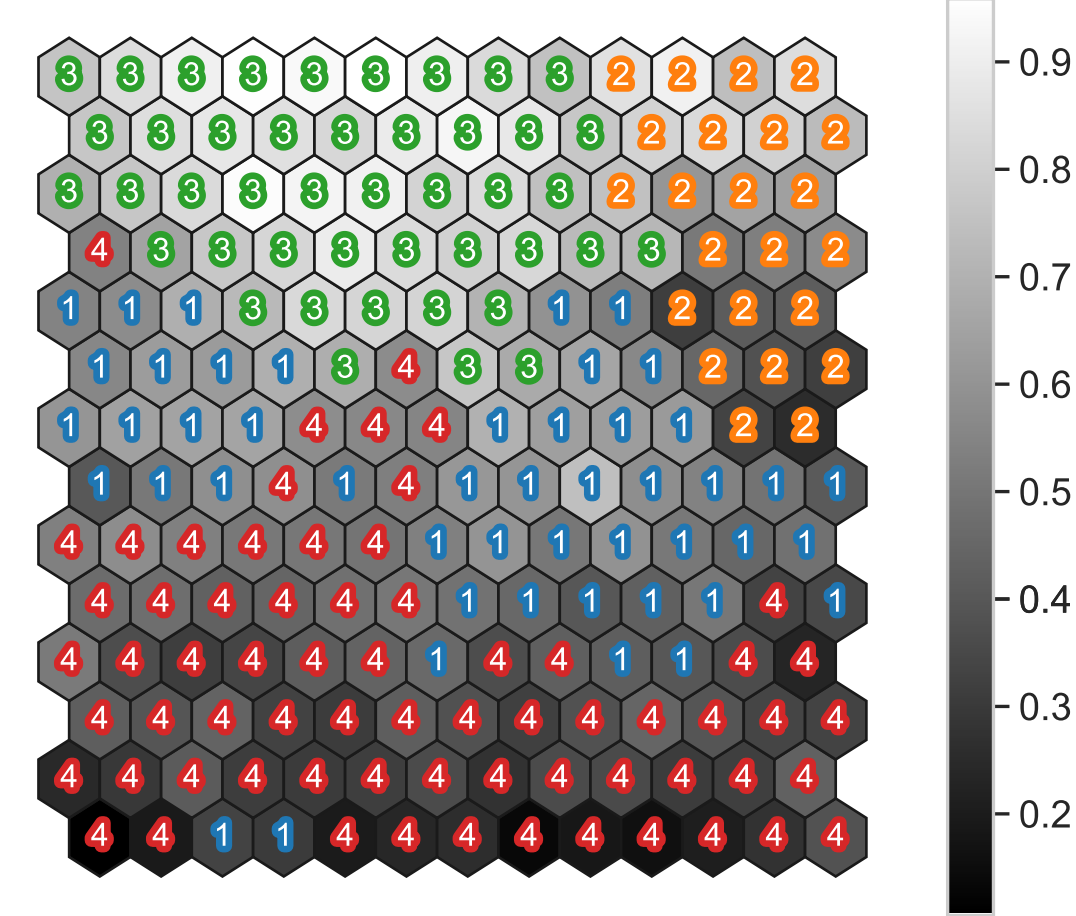 3 3 3 3 3 3 3 3 3 2 2 2 2
3 3 3 3 3 3 3 3 3 2 2 2 2
3 3 3 3 3 3 3 3 3 2 2 2 2
4 3 3 3 3 3 3 3 3 3 2 2 2
1 1 1 3 3 3 3 3 1 1 2 2 2
1 1 1 1 3 4 3 3 1 1 2 2 2
1 1 1 1 4 4 4 1 1 1 1 2 2
1 1 1 4 1 4 1 1 1 1 1 1 1
4 4 4 4 4 4 1 1 1 1 1 1 1
4 4 4 4 4 4 1 1 1 1 1 4 1
4 4 4 4 4 4 1 4 4 1 1 4 4
4 4 4 4 4 4 4 4 4 4 4 4 4
4 4 4 4 4 4 4 4 4 4 4 4 4
4 4 1 1 4 4 4 4 4 4 4 4 4
0.9
0.8
0.7
0.6
0.5
0.4
0.3
0.2